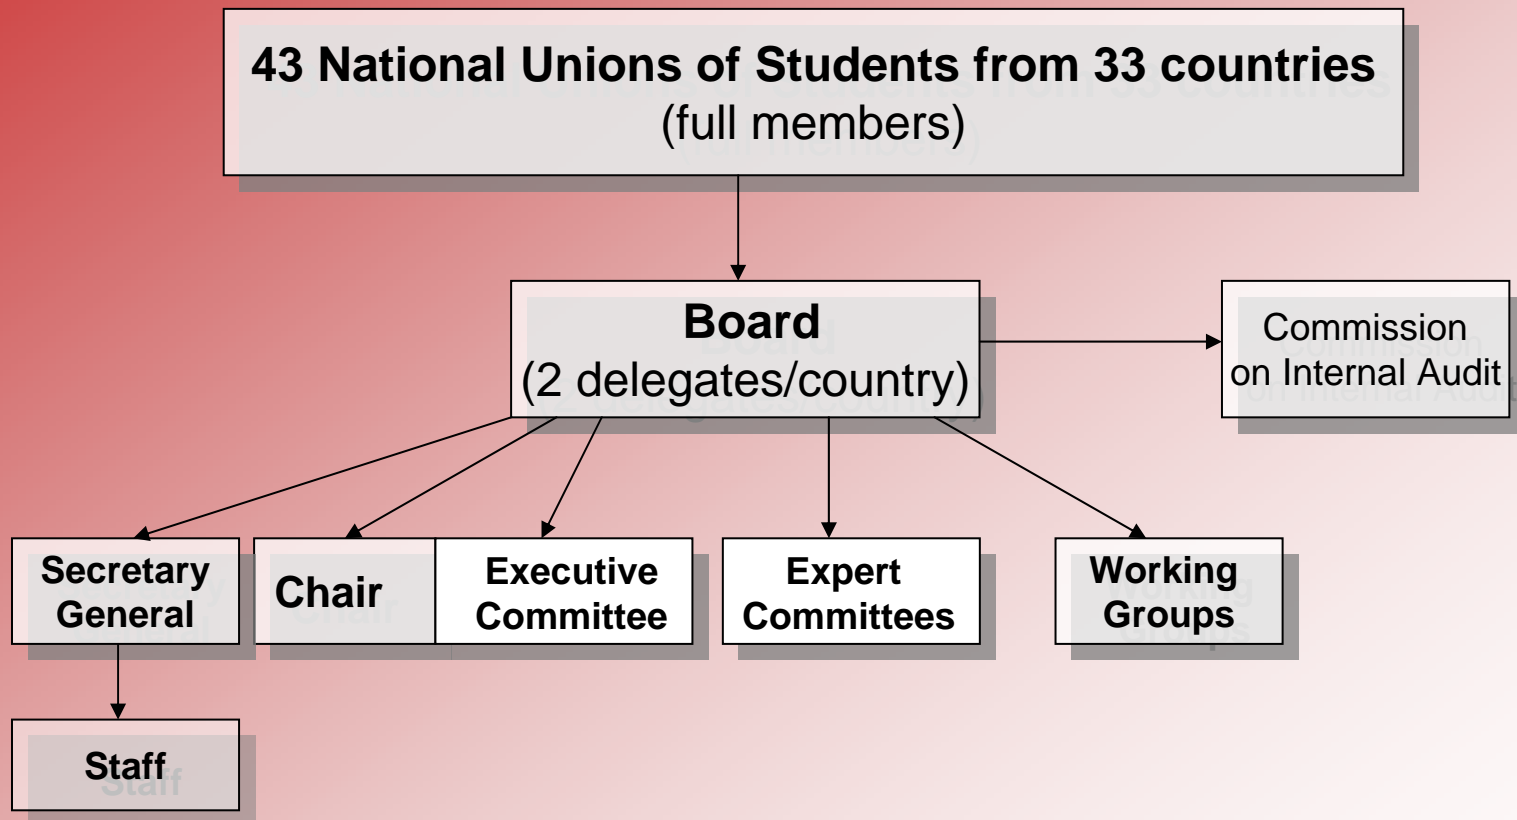 43 National Unions of Students from 33 countries
(full members)
Board
(2 delegates/country)
Commission
on Internal Audit
Secretary
General
Chair
Executive
Committee
Expert
Committees
Working
Groups
Staff